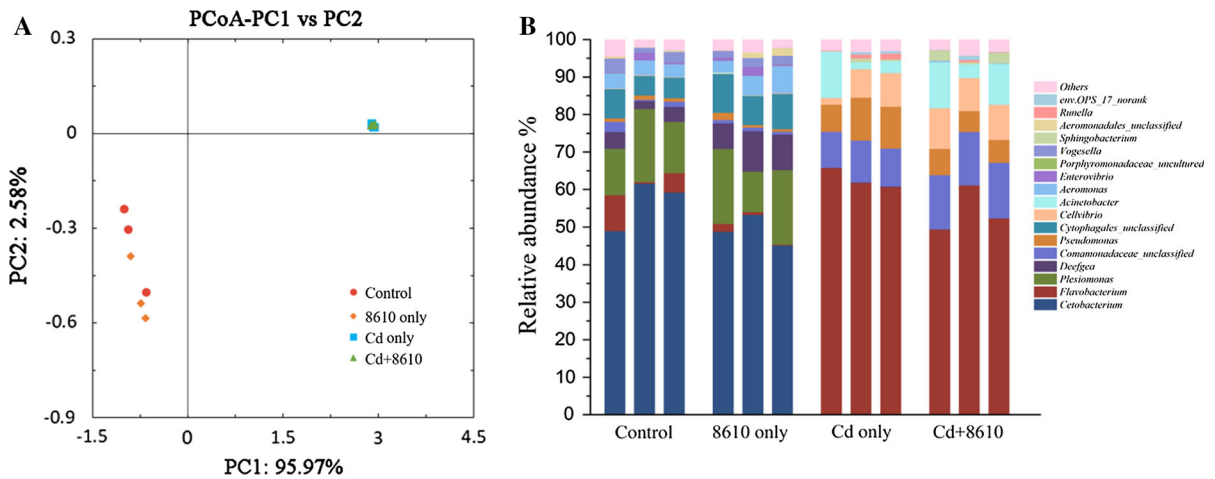 A
PCoA-PC1 vs PC2
0.3
0
-0.3
-0.6
-0.9
PC2: 2.58%
-1.5 0 1.5 3 4.5
PC1: 95.97%
Control
8610 only
Cd only
Cd+8610
B
100
90
80
70
60
50
40
30
20
10
0
Relative abundance %
Control 8610 only Cd only Cd+8610
Others
env.OPS_17_norank
Runella
Aeromonadales_unclassified
Sphingobacterium
Vogesella
Porphyromonadaceae_uncultured
Enterovibrio
Aeromonas
Acinetobacter
Cellvibrio
Cytophagales_unclassified
Pseudomonas
Comamonadaceae_unclassified
Deefgea
Plesiomonas
Flavobacterium
Cetobacterium